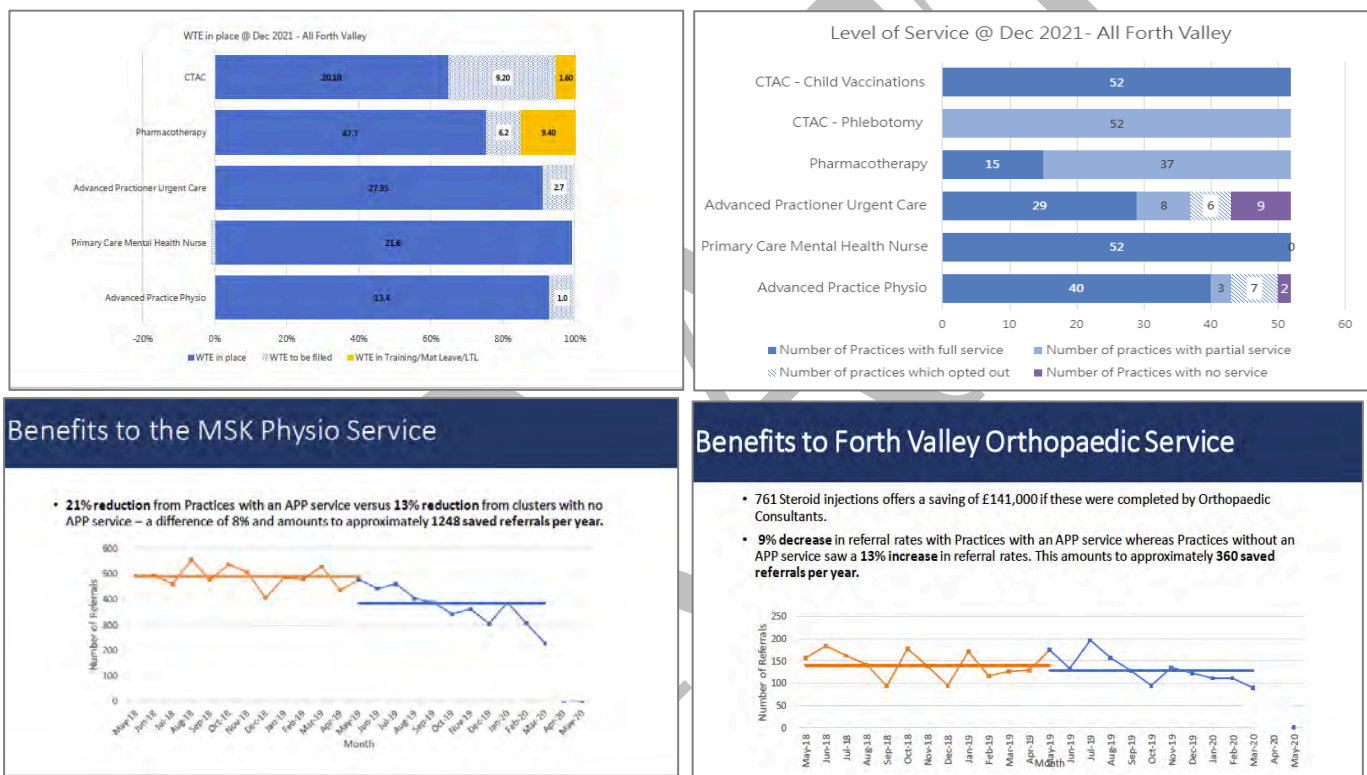 WTE in place @ Dec 2021 - All Forth Valley
CTAC
20.10
9.20
1.60
Pharmacotherapy
47.7
6.2
9.40
Advanced Practioner Urgent Care
27.35
2.7
Primary Care Mental Health Nurse
21.6
Advanced Practice Physio
13.4
1.0
-20% 0% 20% 40% 60% 80% 100%
WTE in place WTE to be filled WTE in Training/Mat Leave/LTL
Level of Service @ Dec 2021- All Forth Valley
CTAC - Child Vaccinations
52
CTAC - Phlebotomy
52
Pharmacotherapy
15
37
Advanced Practioner Urgent Care
29
8
6
9
Primary Care Mental Health Nurse
52
0
Advanced Practice Physio
40
3
7
2
0 10 20 30 40 50 60
Number of Practices with full service Number of practices with partial service
Number of practices which opted out Number of Practices with no service
Benefits to the MSK Physio Service
• 21% reduction from Practices with an APP service versus 13% reduction from clusters with no
APP service – a difference of 8% and amounts to approximately 1248 saved referrals per year.
600
500
400
300
200
100
0
Number of Referrals
May-18 Jun-18 Jul-18 Aug-18 Sep-18 Oct-18 Nov-18 Dec-18 Jan-19 Feb-19 Mar-19 Apr-19 May-19 Jun-19 Jul-19 Aug-19 Sep-19 Oct-19 Nov-19 Dec-19 Jan-20 Feb-20 Mar-20 Apr-20 May-20
Month
Benefits to Forth Valley Orthopaedic Service
• 761 Steroid injections offers a saving of £141,000 if these were completed by Orthopaedic
Consultants.
• 9% decrease in referral rates with Practices with an APP service whereas Practices without an
APP service saw a 13% increase in referral rates. This amounts to approximately 360 saved
referrals per year.
250
200
150
100
50
0
Number of Referrals
May-18 Jun-18 Jul-18 Aug-18 Sep-18 Oct-18 Nov-18 Dec-18 Jan-19 Feb-19 Mar-19 Apr-19 May-19 Jun-19 Jul-19 Aug-19 Sep-19 Oct-19 Nov-19 Dec-19 Jan-20 Feb-20 Mar-20 Apr-20 May-20
Month